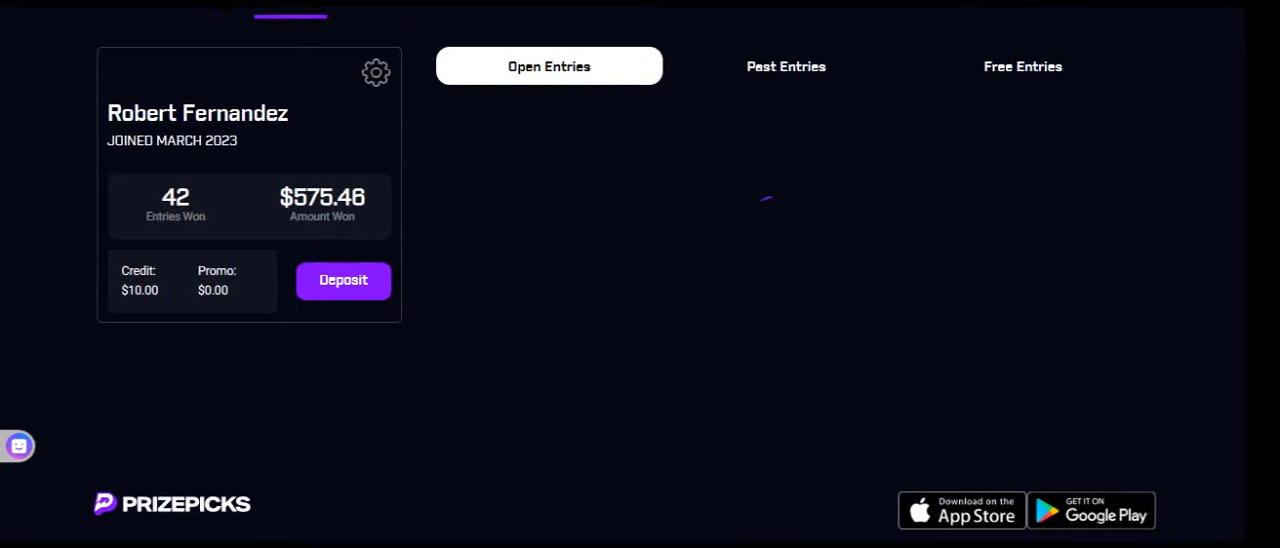 Open Entries
Past Entries
Free Entries
Robert Fernandez
JOINED MARCH 2023
42
$575.46
Entries Won
Amount Won
Credit:
Promo:
$10.00
$0.00
Deposit
PRIZEPICKS
Download on the
App Store
GET IT ON
Google Play